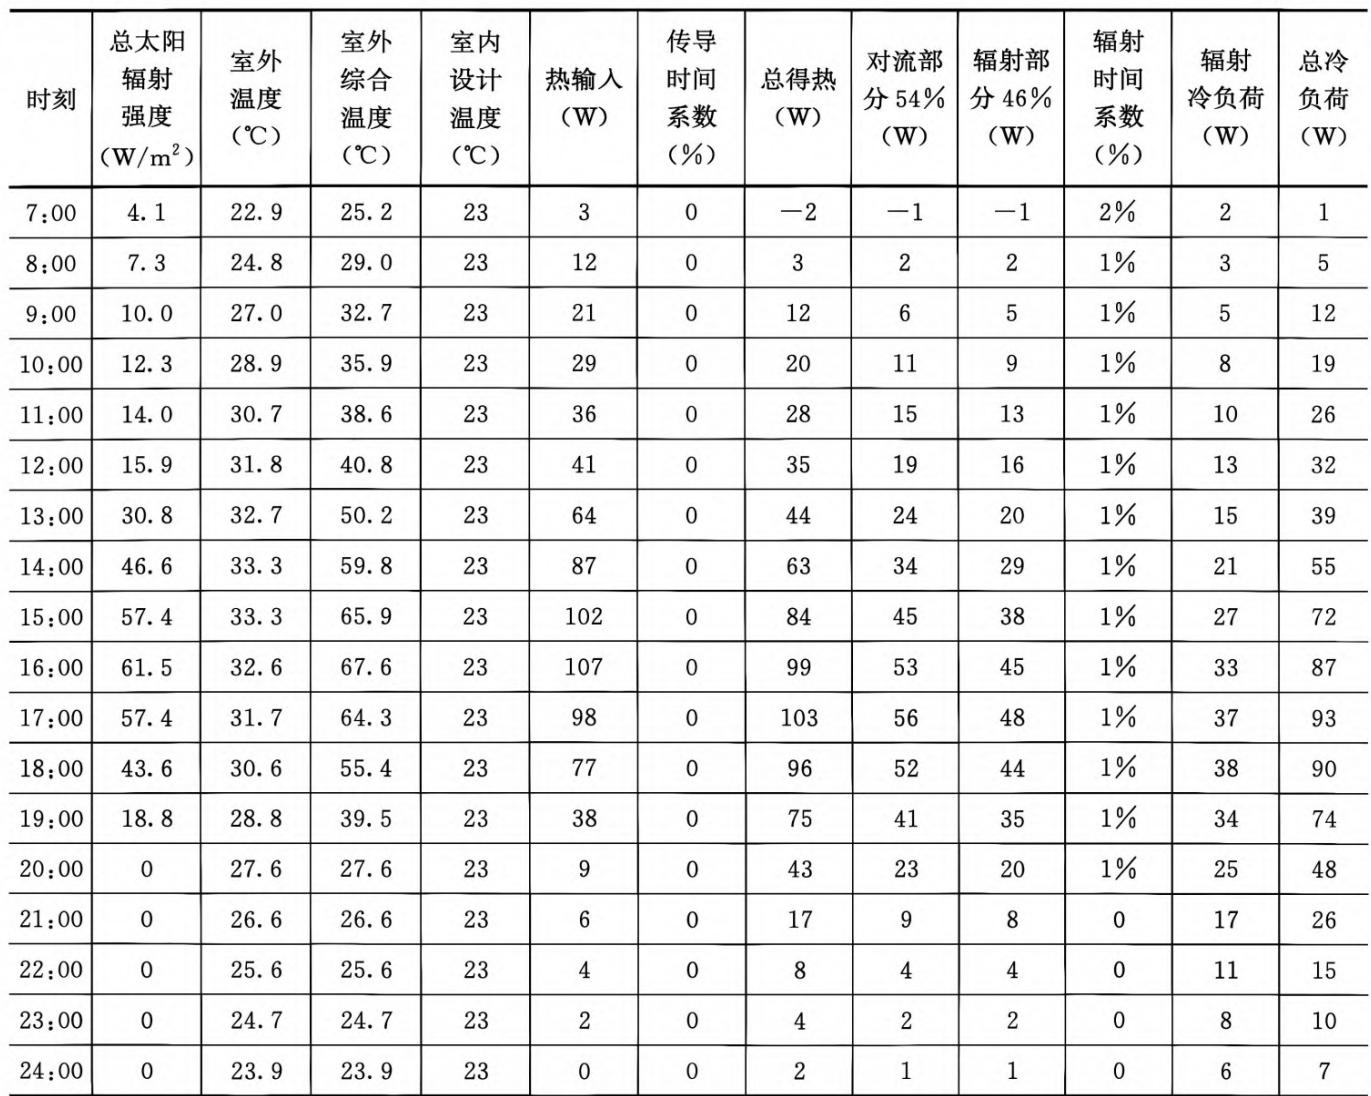 时刻 总太阳辐射强度(W/m²) 室外温度(℃) 室外综合温度(℃) 室内设计温度(℃) 热输入(W) 传导时间系数(%) 总得热(W) 对流部分54%(W) 辐射部分46%(W) 辐射时间系数(%) 辐射冷负荷(W) 总冷负荷(W)
7:00 4.1 22.9 25.2 23 3 0 —2 —1 —1 2% 2 1
8:00 7.3 24.8 29.0 23 12 0 3 2 2 1% 3 5
9:00 10.0 27.0 32.7 23 21 0 12 6 5 1% 5 12
10:00 12.3 28.9 35.9 23 29 0 20 11 9 1% 8 19
11:00 14.0 30.7 38.6 23 36 0 28 15 13 1% 10 26
12:00 15.9 31.8 40.8 23 41 0 35 19 16 1% 13 32
13:00 30.8 32.7 50.2 23 64 0 44 24 20 1% 15 39
14:00 46.6 33.3 59.8 23 87 0 63 34 29 1% 21 55
15:00 57.4 33.3 65.9 23 102 0 84 45 38 1% 27 72
16:00 61.5 32.6 67.6 23 107 0 99 53 45 1% 33 87
17:00 57.4 31.7 64.3 23 98 0 103 56 48 1% 37 93
18:00 43.6 30.6 55.4 23 77 0 96 52 44 1% 38 90
19:00 18.8 28.8 39.5 23 38 0 75 41 35 1% 34 74
20:00 0 27.6 27.6 23 9 0 43 23 20 1% 25 48
21:00 0 26.6 26.6 23 6 0 17 9 8 0 17 26
22:00 0 25.6 25.6 23 4 0 8 4 4 0 11 15
23:00 0 24.7 24.7 23 2 0 4 2 2 0 8 10
24:00 0 23.9 23.9 23 0 0 2 1 1 0 6 7